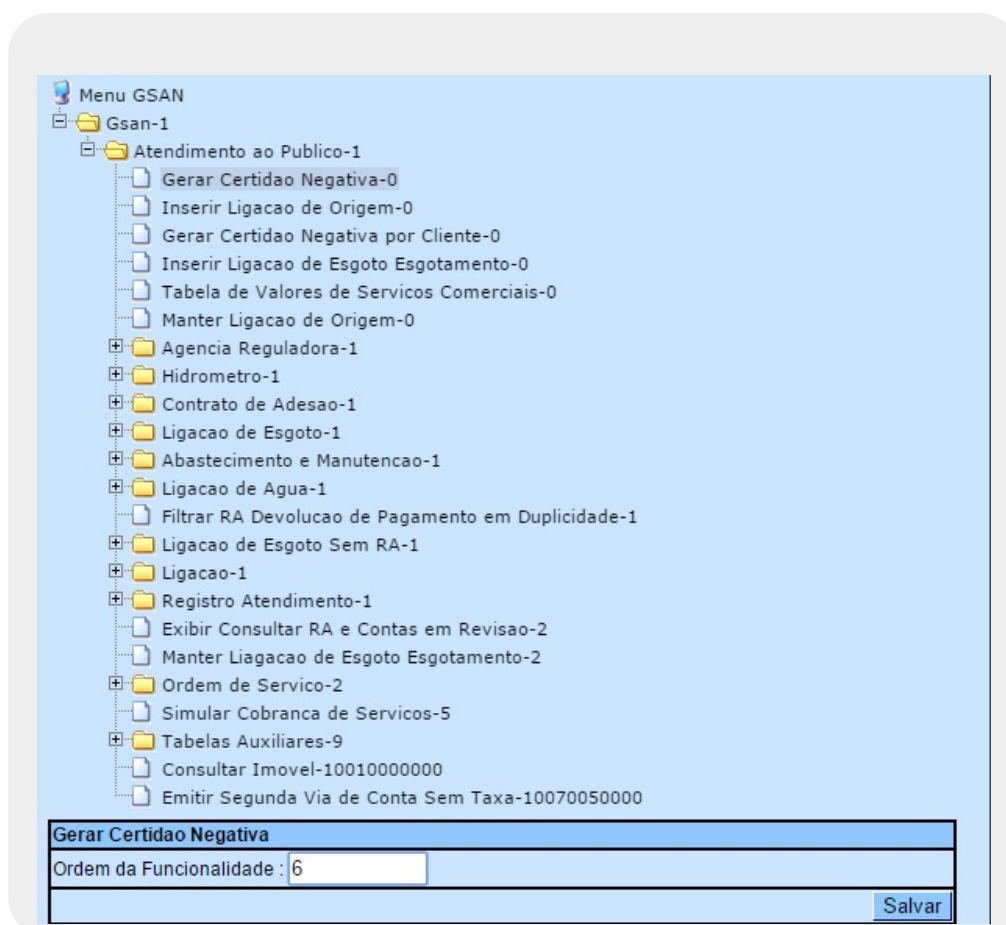 Menu GSAN
Gsan-1
Atendimento ao Publico-1
Gerar Certidao Negativa-0
Inserir Ligacao de Origem-0
Gerar Certidao Negativa por Cliente-0
Inserir Ligacao de Esgoto Esgotamento-0
Tabela de Valores de Servicos Comerciais-0
Manter Ligacao de Origem-0
Agencia Reguladora-1
Hidrometro-1
Contrato de Adesao-1
Ligacao de Esgoto-1
Abastecimento e Manutencao-1
Ligacao de Agua-1
Filtrar RA Devolucao de Pagamento em Duplicidade-1
Ligacao de Esgoto Sem RA-1
Ligacao-1
Registro Atendimento-1
Exibir Consultar RA e Contas em Revisao-2
Manter Liagacao de Esgoto Esgotamento-2
Ordem de Servico-2
Simular Cobranca de Servicos-5
Tabelas Auxiliares-9
Consultar Imovel-10010000000
Emitir Segunda Via de Conta Sem Taxa-10070050000
Gerar Certidao Negativa
Ordem da Funcionalidade : 6
Salvar